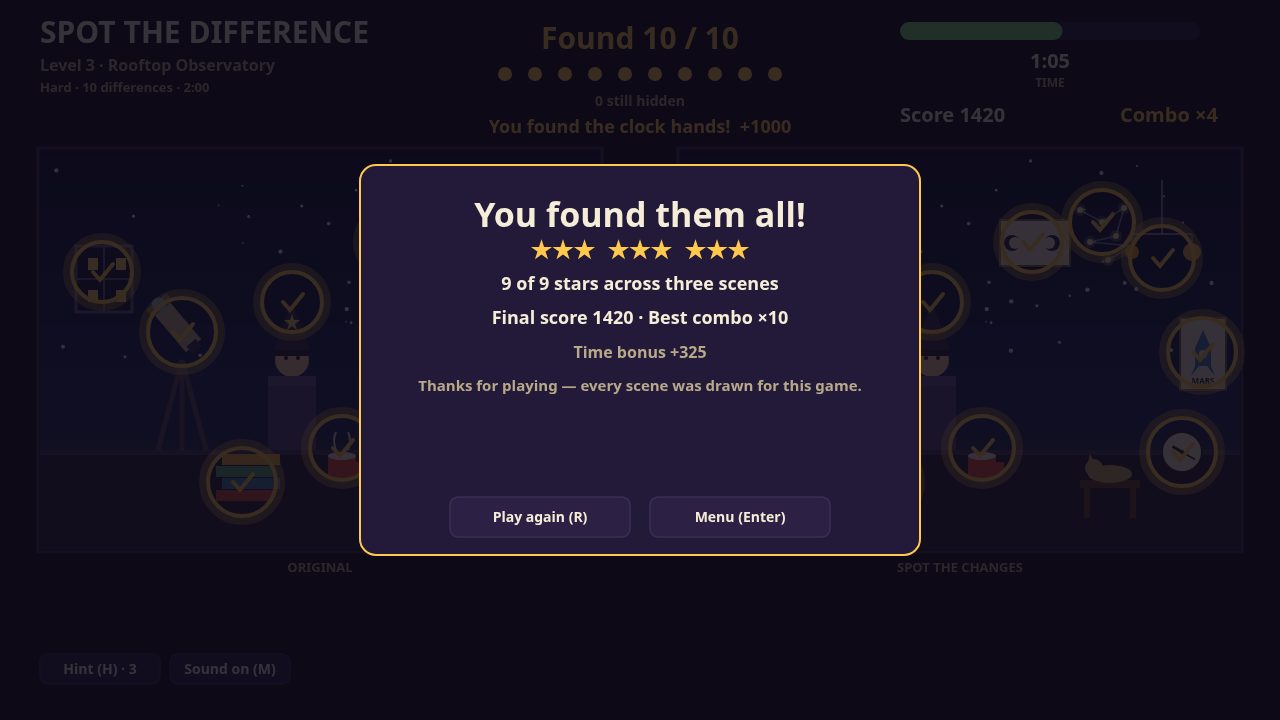 SPOT THE DIFFERENCE
Level 3 · Rooftop Observatory
Hard · 10 differences · 2:00
Found 10 / 10
0 still hidden
You found the clock hands! +1000
1:05
TIME
Score 1420
Combo ×4
You found them all!
★★★ ★★★ ★★★
9 of 9 stars across three scenes
Final score 1420 · Best combo ×10
Time bonus +325
Thanks for playing — every scene was drawn for this game.
Play again (R)
Menu (Enter)
MARS
ORIGINAL
SPOT THE CHANGES
Hint (H) · 3
Sound on (M)